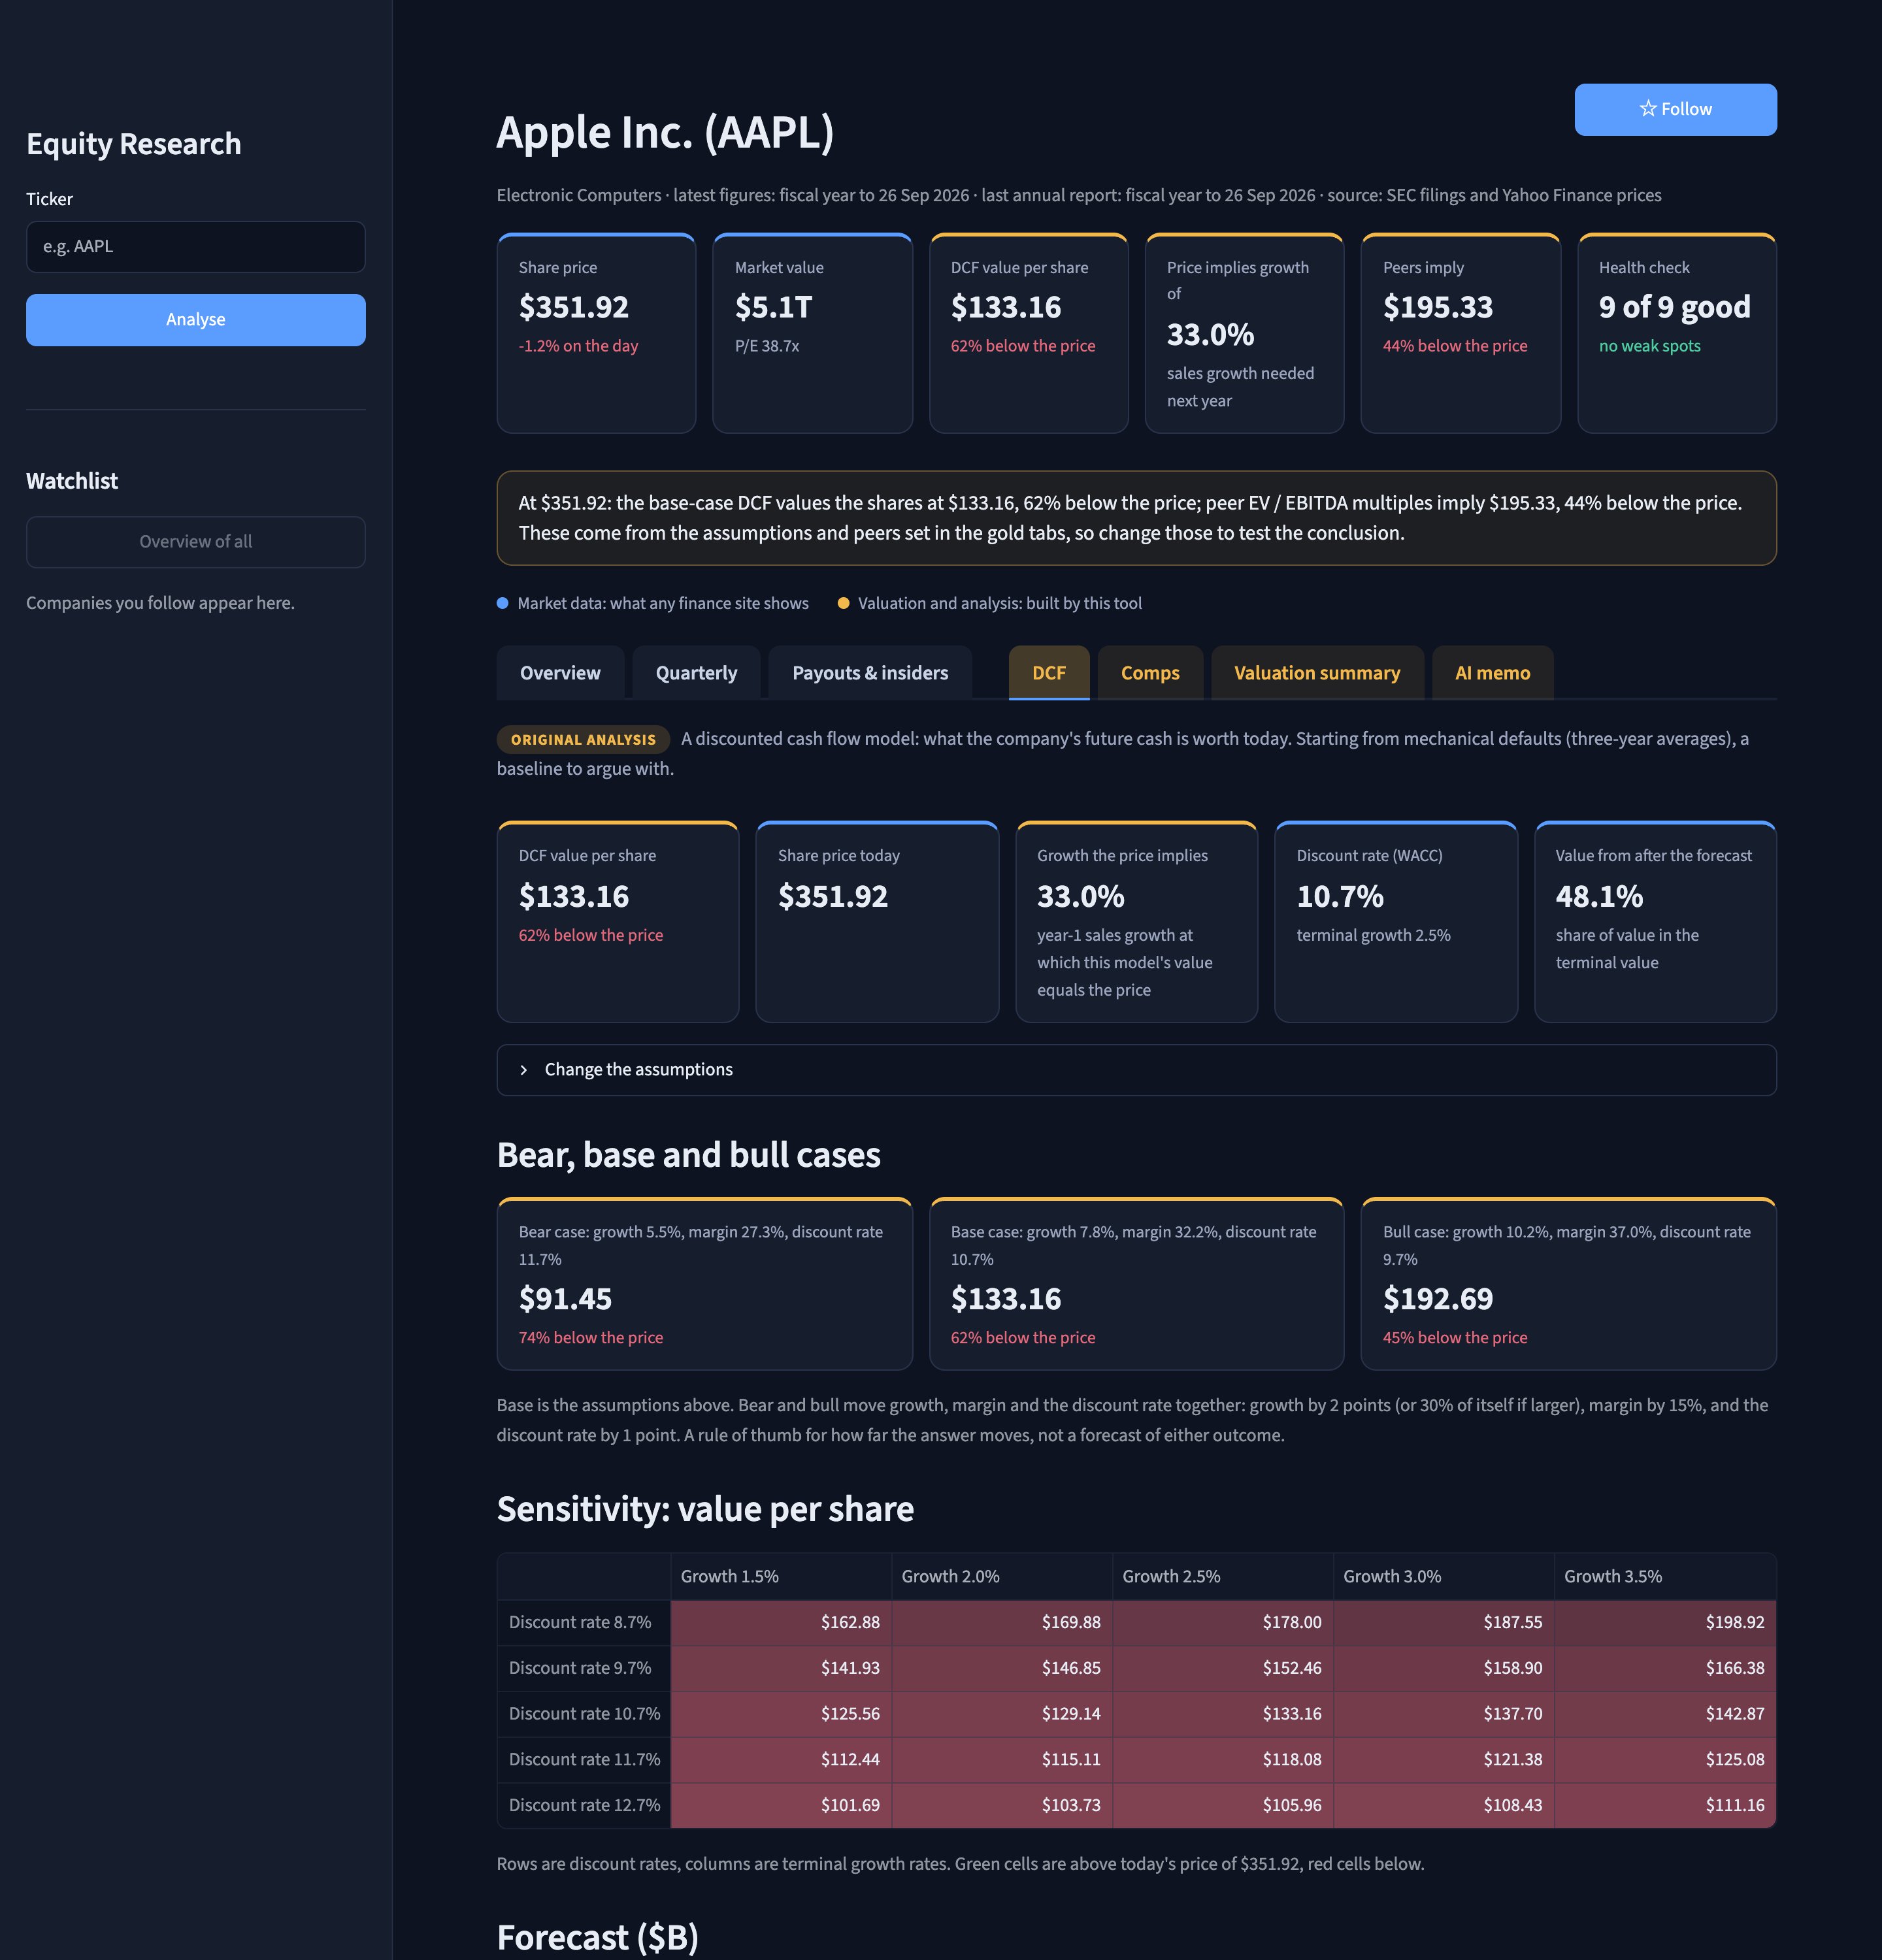 Equity Research
Ticker
e.g. AAPL
Analyse
Watchlist
Overview of all
Companies you follow appear here.
☆ Follow
Apple Inc. (AAPL)
Electronic Computers · latest figures: fiscal year to 26 Sep 2026 · last annual report: fiscal year to 26 Sep 2026 · source: SEC filings and Yahoo Finance prices
Share price
$351.92
-1.2% on the day
Market value
$5.1T
P/E 38.7x
DCF value per share
$133.16
62% below the price
Price implies growth
of
33.0%
sales growth needed
next year
Peers imply
$195.33
44% below the price
Health check
9 of 9 good
no weak spots
At $351.92: the base-case DCF values the shares at $133.16, 62% below the price; peer EV / EBITDA multiples imply $195.33, 44% below the price.
These come from the assumptions and peers set in the gold tabs, so change those to test the conclusion.
Market data: what any finance site shows
Valuation and analysis: built by this tool
Overview
Quarterly
Payouts & insiders
DCF
Comps
Valuation summary
AI memo
ORIGINAL ANALYSIS A discounted cash flow model: what the company's future cash is worth today. Starting from mechanical defaults (three-year averages), a
baseline to argue with.
DCF value per share
$133.16
62% below the price
Share price today
$351.92
Growth the price implies
33.0%
year-1 sales growth at
which this model's value
equals the price
Discount rate (WACC)
10.7%
terminal growth 2.5%
Value from after the forecast
48.1%
share of value in the
terminal value
Change the assumptions
Bear, base and bull cases
Bear case: growth 5.5%, margin 27.3%, discount rate
11.7%
$91.45
74% below the price
Base case: growth 7.8%, margin 32.2%, discount rate
10.7%
$133.16
62% below the price
Bull case: growth 10.2%, margin 37.0%, discount rate
9.7%
$192.69
45% below the price
Base is the assumptions above. Bear and bull move growth, margin and the discount rate together: growth by 2 points (or 30% of itself if larger), margin by 15%, and the
discount rate by 1 point. A rule of thumb for how far the answer moves, not a forecast of either outcome.
Sensitivity: value per share
Growth 1.5% Growth 2.0% Growth 2.5% Growth 3.0% Growth 3.5%
Discount rate 8.7% $162.88 $169.88 $178.00 $187.55 $198.92
Discount rate 9.7% $141.93 $146.85 $152.46 $158.90 $166.38
Discount rate 10.7% $125.56 $129.14 $133.16 $137.70 $142.87
Discount rate 11.7% $112.44 $115.11 $118.08 $121.38 $125.08
Discount rate 12.7% $101.69 $103.73 $105.96 $108.43 $111.16
Rows are discount rates, columns are terminal growth rates. Green cells are above today's price of $351.92, red cells below.
Forecast ($B)